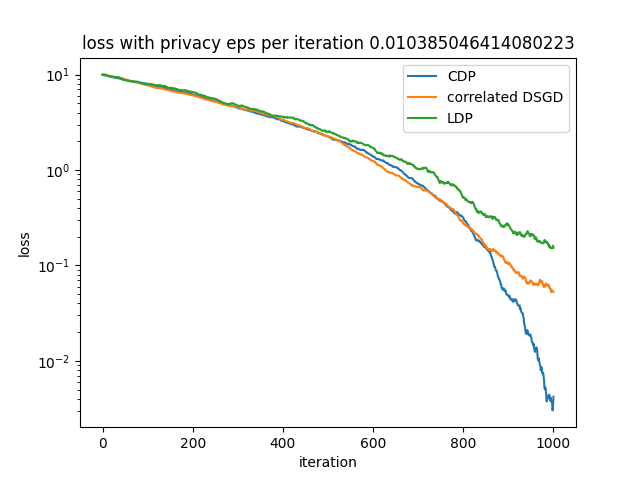 loss with privacy eps per iteration 0.010385046414080223
CDP
correlated DSGD
LDP
10¹
10⁰
10⁻¹
10⁻²
loss
0 200 400 600 800 1000
iteration